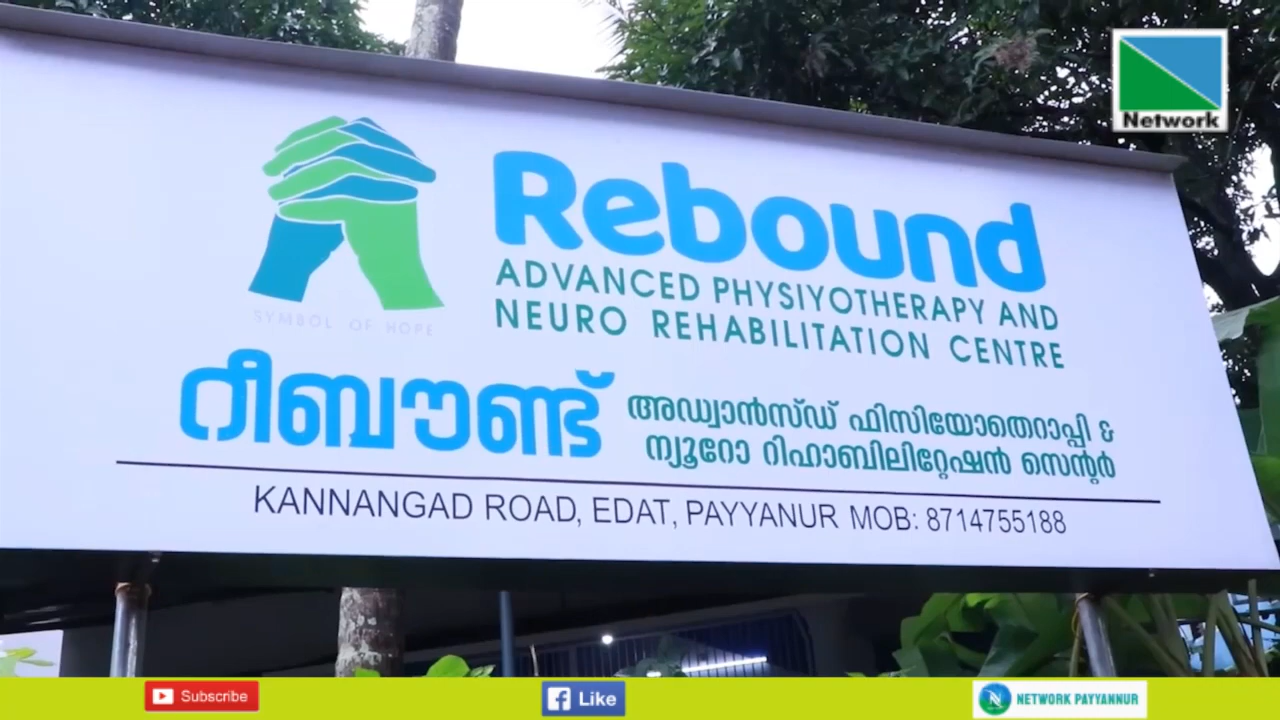 Network
Rebound
ADVANCED PHYSIYOTHERAPY AND
NEURO REHABILITATION CENTRE
SYMBOL OF HOPE
റീബൗണ്ട്
അഡ്വാൻസ്ഡ് ഫിസിയോതെറാപ്പി &
ന്യൂറോ റിഹാബിലിറ്റേഷൻ സെന്റർ
KANNANGAD ROAD, EDAT, PAYYANUR MOB: 8714755188
Subscribe
Like
NETWORK PAYYANNUR